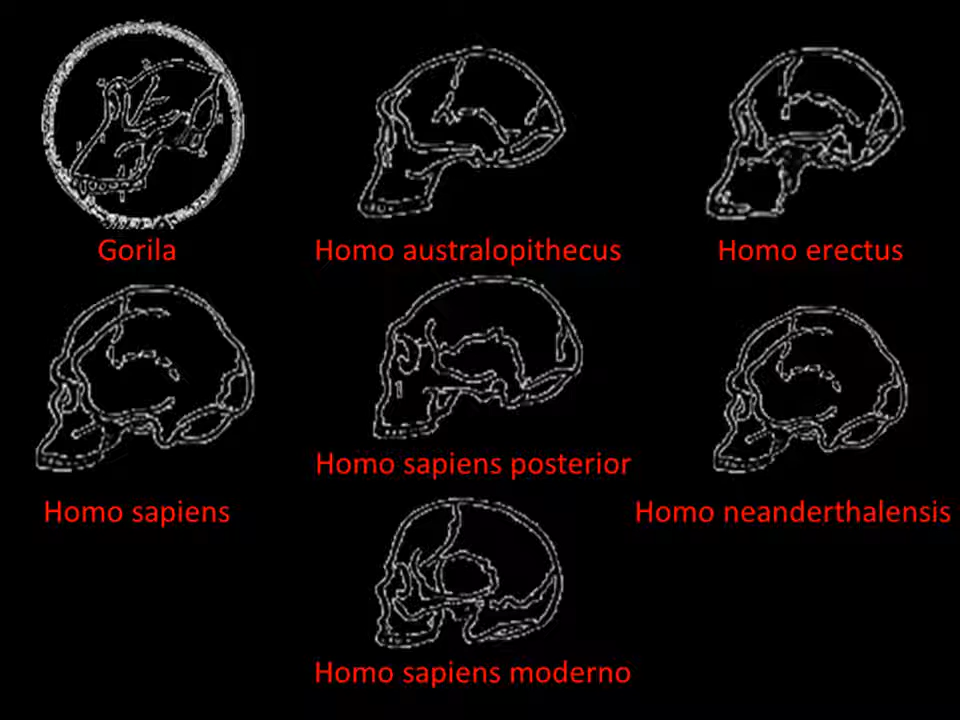 Gorila
Homo australopithecus
Homo erectus
Homo sapiens
Homo sapiens posterior
Homo neanderthalensis
Homo sapiens moderno